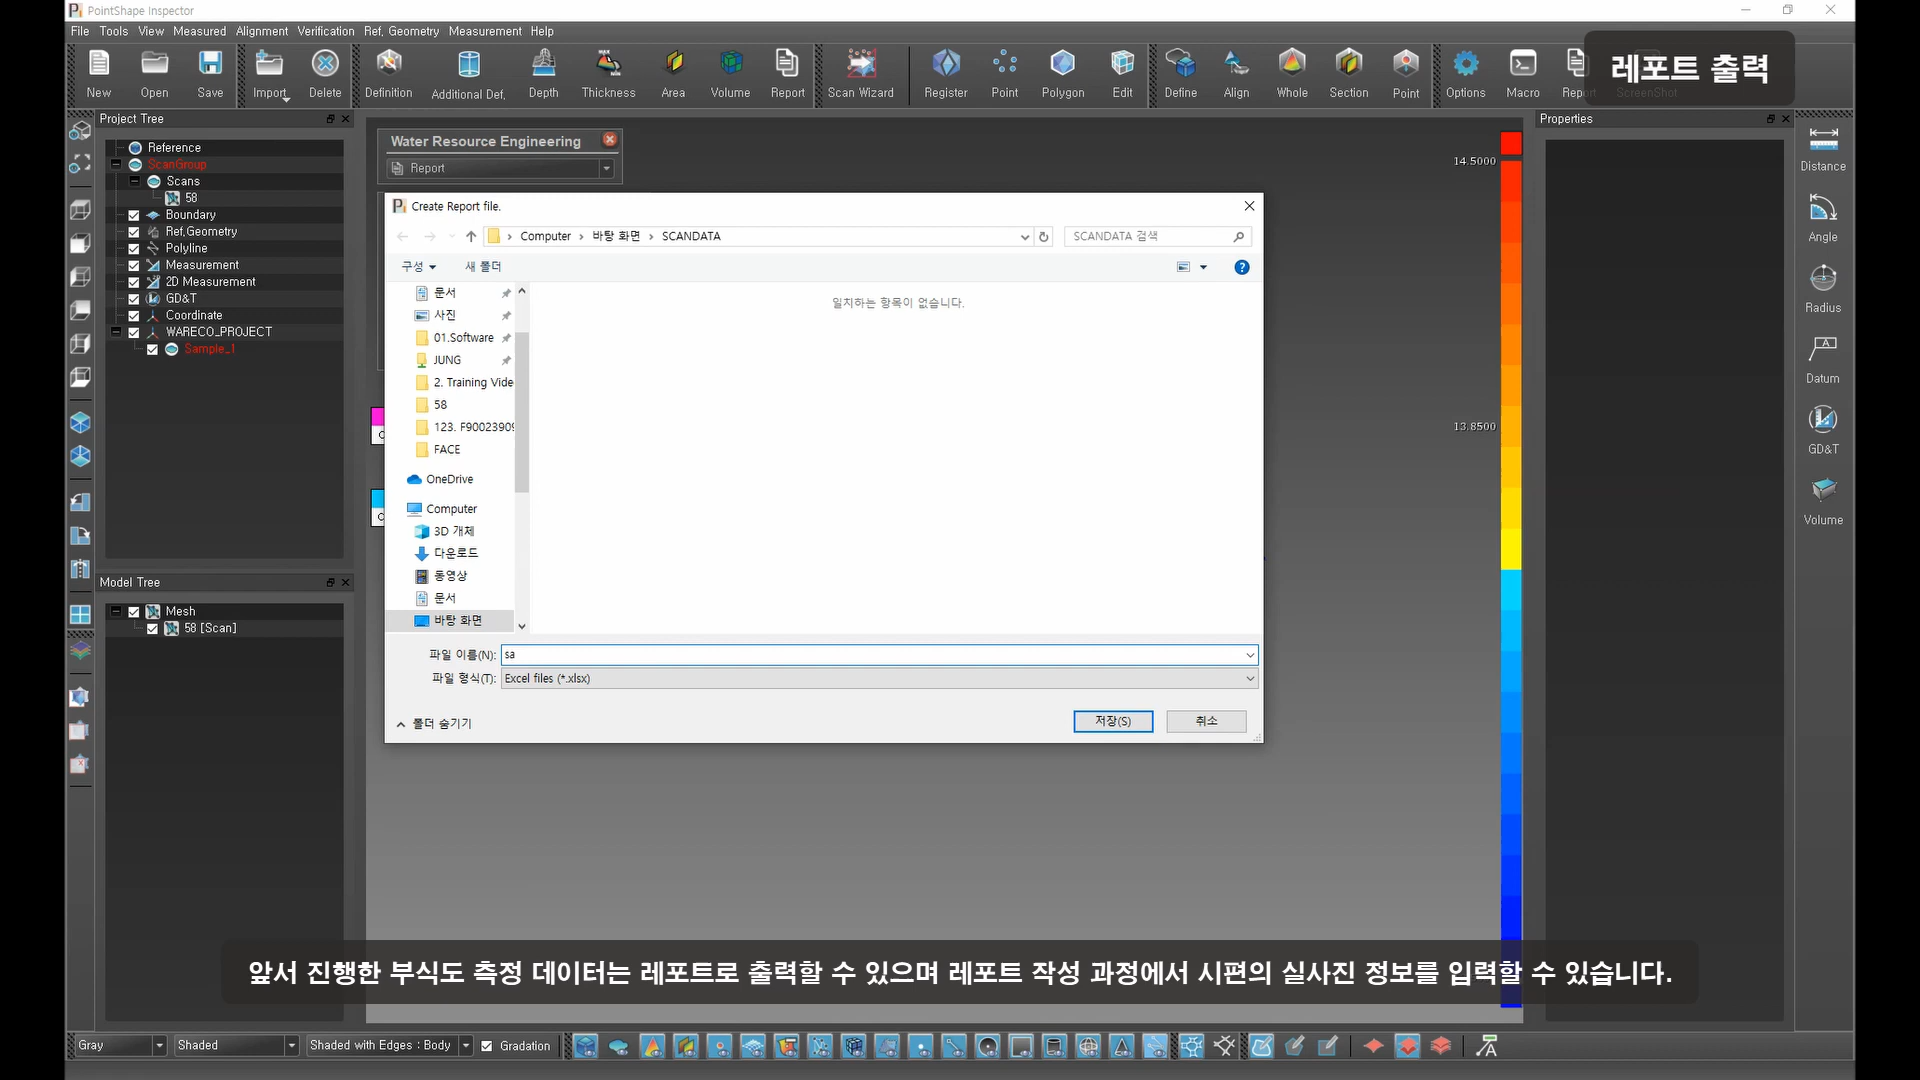 PointShape Inspector
File Tools View Measured Alignment Verification Ref. Geometry Measurement Help
New Open Save Import Delete Definition Additional Def. Depth Thickness Area Volume Report Scan Wizard Register Point Polygon Edit Define Align Whole Section Point Options Macro Report ScreenShot
레포트 출력
Project Tree
Reference
ScanGroup
Scans
58
Boundary
Ref,Geometry
Polyline
Measurement
2D Measurement
GD&T
Coordinate
WARECO_PROJECT
Sample_1
Model Tree
Mesh
58 [Scan]
Water Resource Engineering
Report
Create Report file.
Computer › 바탕 화면 › SCANDATA
SCANDATA 검색
구성
새 폴더
문서
사진
01.Software
JUNG
2. Training Vide
58
123. F90023909
FACE
OneDrive
Computer
3D 개체
다운로드
동영상
문서
바탕 화면
일치하는 항목이 없습니다.
파일 이름(N): sa
파일 형식(T): Excel files (*.xlsx)
폴더 숨기기
저장(S)
취소
14.5000
13.8500
Properties
Distance
Angle
Radius
Datum
GD&T
Volume
앞서 진행한 부식도 측정 데이터는 레포트로 출력할 수 있으며 레포트 작성 과정에서 시편의 실사진 정보를 입력할 수 있습니다.
Gray Shaded Shaded with Edges : Body Gradation